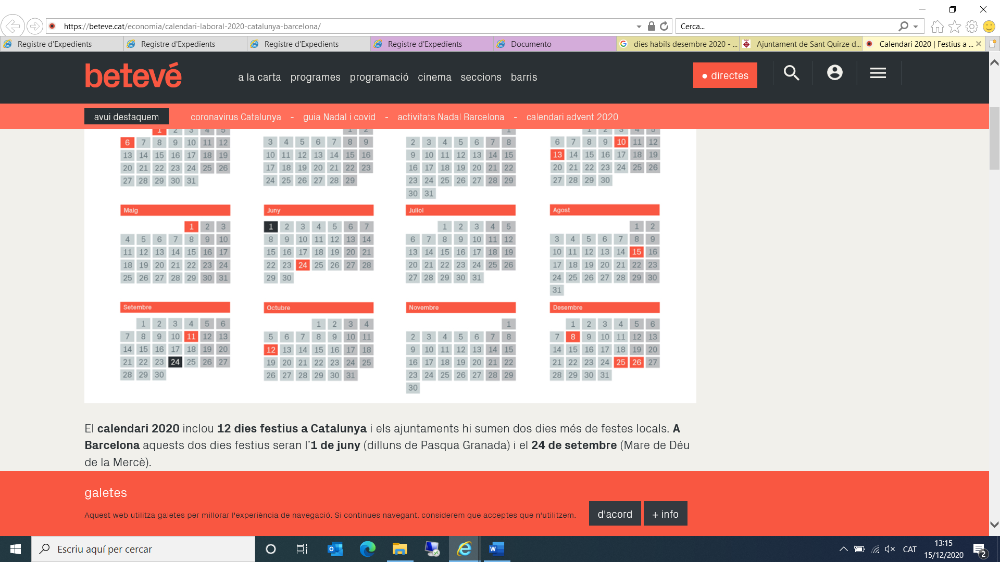 https://beteve.cat/economia/calendari-laboral-2020-catalunya-barcelona/
Cerca...
Registre d'Expedients
Registre d'Expedients
Registre d'Expedients
Registre d'Expedients
Documento
dies habils desembre 2020 - ...
Ajuntament de Sant Quirze d...
Calendari 2020 | Festius a ...
betevé
a la carta programes programació cinema seccions barris
• directes
avui destaquem
coronavirus Catalunya - guia Nadal i covid - activitats Nadal Barcelona - calendari advent 2020
1 2 3 4 5
6 7 8 9 10 11 12
13 14 15 16 17 18 19
20 21 22 23 24 25 26
27 28 29 30 31
1 2
3 4 5 6 7 8 9
10 11 12 13 14 15 16
17 18 19 20 21 22 23
24 25 26 27 28 29
1
2 3 4 5 6 7 8
9 10 11 12 13 14 15
16 17 18 19 20 21 22
23 24 25 26 27 28 29
30 31
1 2 3 4 5
6 7 8 9 10 11 12
13 14 15 16 17 18 19
20 21 22 23 24 25 26
27 28 29 30
Maig
1 2 3
4 5 6 7 8 9 10
11 12 13 14 15 16 17
18 19 20 21 22 23 24
25 26 27 28 29 30 31
Juny
1 2 3 4 5 6 7
8 9 10 11 12 13 14
15 16 17 18 19 20 21
22 23 24 25 26 27 28
29 30
Juliol
1 2 3 4 5
6 7 8 9 10 11 12
13 14 15 16 17 18 19
20 21 22 23 24 25 26
27 28 29 30 31
Agost
1 2
3 4 5 6 7 8 9
10 11 12 13 14 15 16
17 18 19 20 21 22 23
24 25 26 27 28 29 30
31
Setembre
1 2 3 4 5 6
7 8 9 10 11 12 13
14 15 16 17 18 19 20
21 22 23 24 25 26 27
28 29 30
Octubre
1 2 3 4
5 6 7 8 9 10 11
12 13 14 15 16 17 18
19 20 21 22 23 24 25
26 27 28 29 30 31
Novembre
1
2 3 4 5 6 7 8
9 10 11 12 13 14 15
16 17 18 19 20 21 22
23 24 25 26 27 28 29
30
Desembre
1 2 3 4 5 6
7 8 9 10 11 12 13
14 15 16 17 18 19 20
21 22 23 24 25 26 27
28 29 30 31
El calendari 2020 inclou 12 dies festius a Catalunya i els ajuntaments hi sumen dos dies més de festes locals. A
Barcelona aquests dos dies festius seran l'1 de juny (dilluns de Pasqua Granada) i el 24 de setembre (Mare de Déu
de la Mercè).
galetes
Aquest web utilitza galetes per millorar l'experiència de navegació. Si continues navegant, considerem que acceptes que n'utilitzem.
d'acord
+ info
Escriu aquí per cercar
CAT
13:15
15/12/2020
2